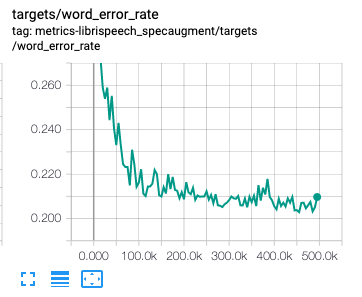 targets/word_error_rate
tag: metrics-librispeech_specaugment/targets
/word_error_rate
0.260
0.240
0.220
0.200
0.000 100.0k 200.0k 300.0k 400.0k 500.0k